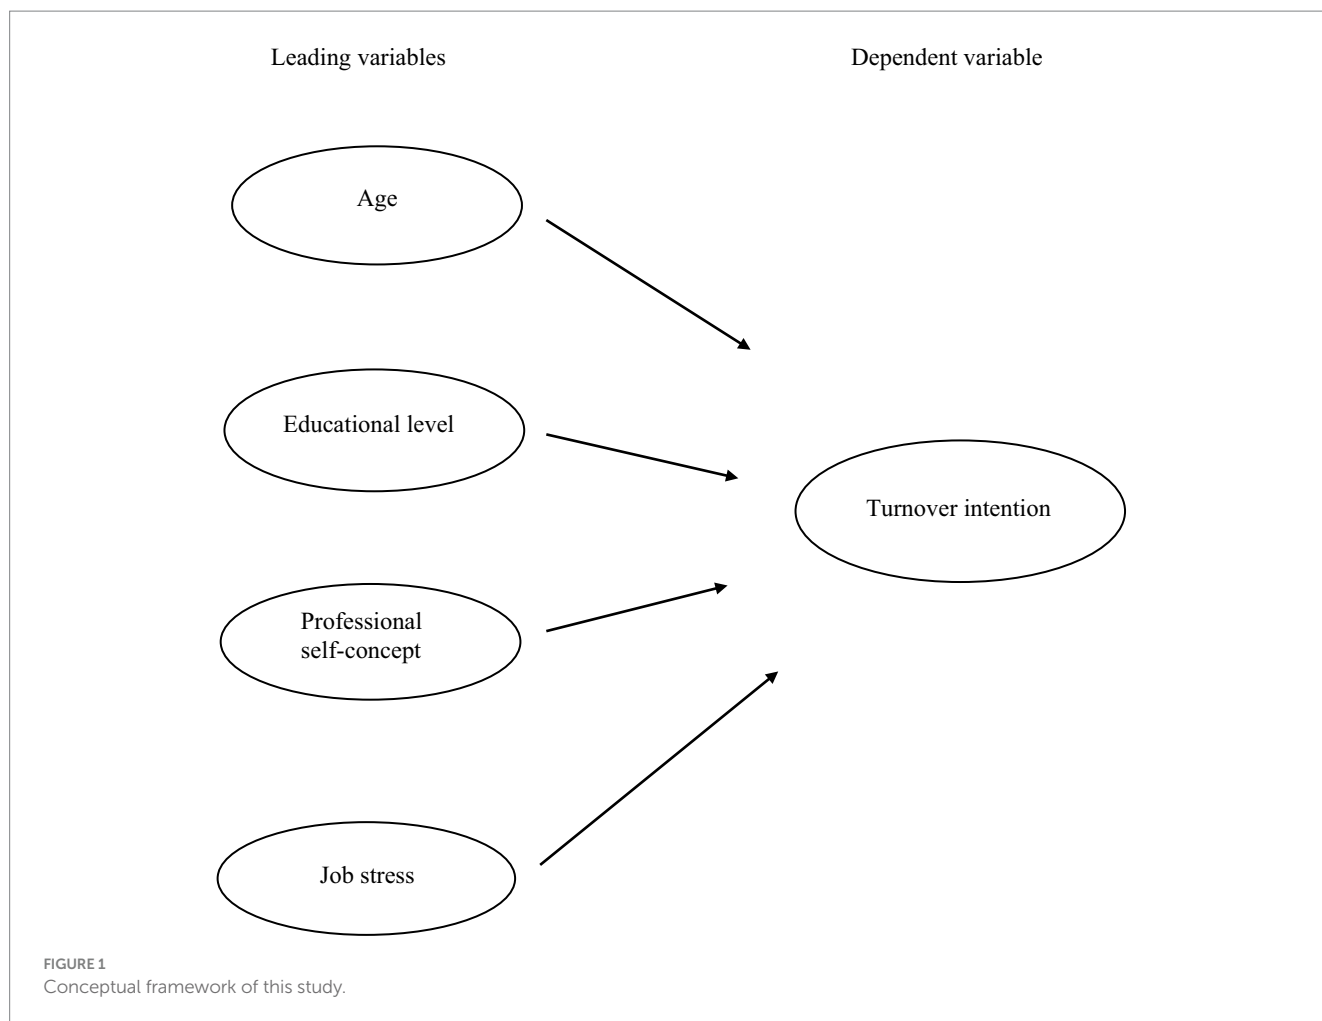 Leading variables
Dependent variable
Age
Educational level
Turnover intention
Professional
self-concept
Job stress
FIGURE 1
Conceptual framework of this study.